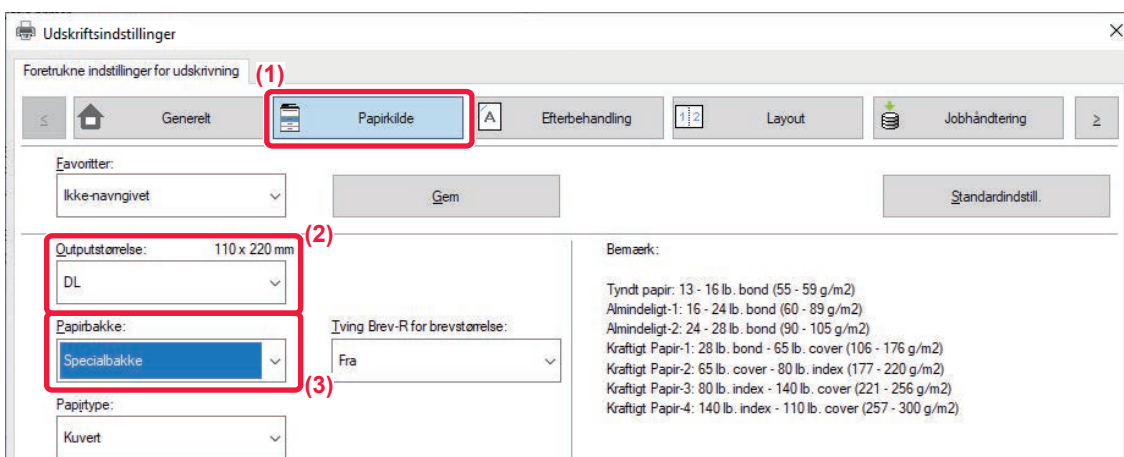 Udskriftsindstillinger
Foretrukne indstillinger for udskrivning
(1)
< Generelt Papirkilde A Efterbehandling 1 2 Layout Jobhåndtering >
Favoritter:
Ikke-navngivet Gem Standardindstill.
(2)
Outputstørrelse: 110 x 220 mm
DL
Papirbakke:
Specialbakke
(3)
Tving Brev-R for brevstørrelse:
Fra
Papirtype:
Kuvert
Bemærk:
Tyndt papir: 13 - 16 lb. bond (55 - 59 g/m2)
Almindeligt-1: 16 - 24 lb. bond (60 - 89 g/m2)
Almindeligt-2: 24 - 28 lb. bond (90 - 105 g/m2)
Kraftigt Papir-1: 28 lb. bond - 65 lb. cover (106 - 176 g/m2)
Kraftigt Papir-2: 65 lb. cover - 80 lb. index (177 - 220 g/m2)
Kraftigt Papir-3: 80 lb. index - 140 lb. cover (221 - 256 g/m2)
Kraftigt Papir-4: 140 lb. index - 110 lb. cover (257 - 300 g/m2)